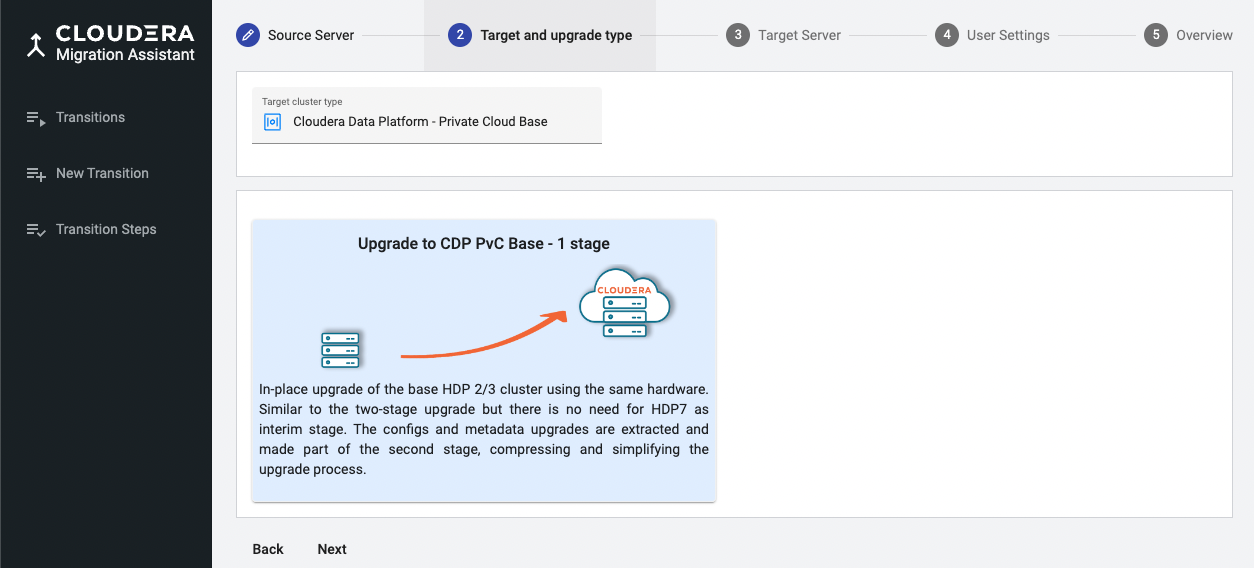 CLOUDERA
Migration Assistant
Transitions
New Transition
Transition Steps
Source Server
2 Target and upgrade type
3 Target Server
4 User Settings
5 Overview
Target cluster type
Cloudera Data Platform - Private Cloud Base
Upgrade to CDP PvC Base - 1 stage
CLOUDERA
In-place upgrade of the base HDP 2/3 cluster using the same hardware.
Similar to the two-stage upgrade but there is no need for HDP7 as
interim stage. The configs and metadata upgrades are extracted and
made part of the second stage, compressing and simplifying the
upgrade process.
Back
Next